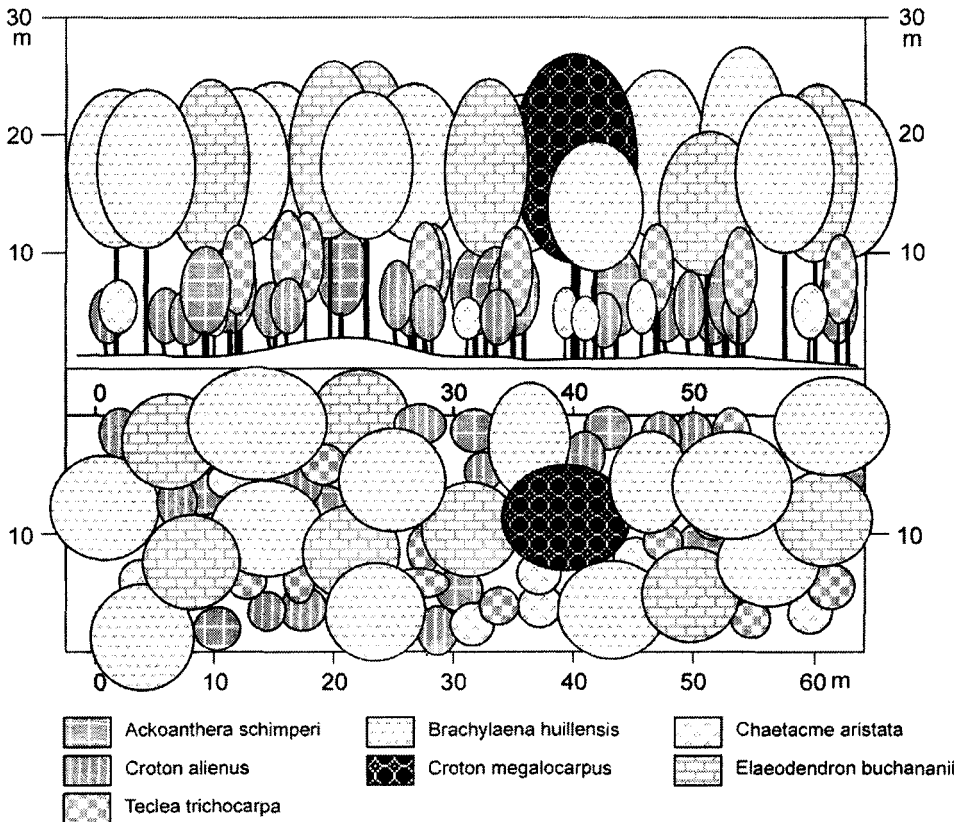 30 30
m m
20 20
10 10
0 30 40 50
10 10
0 10 20 30 40 50 60 m
Ackoanthera schimperi Brachylaena huillensis Chaetacme aristata
Croton alienus Croton megalocarpus Elaeodendron buchananii
Teclea trichocarpa